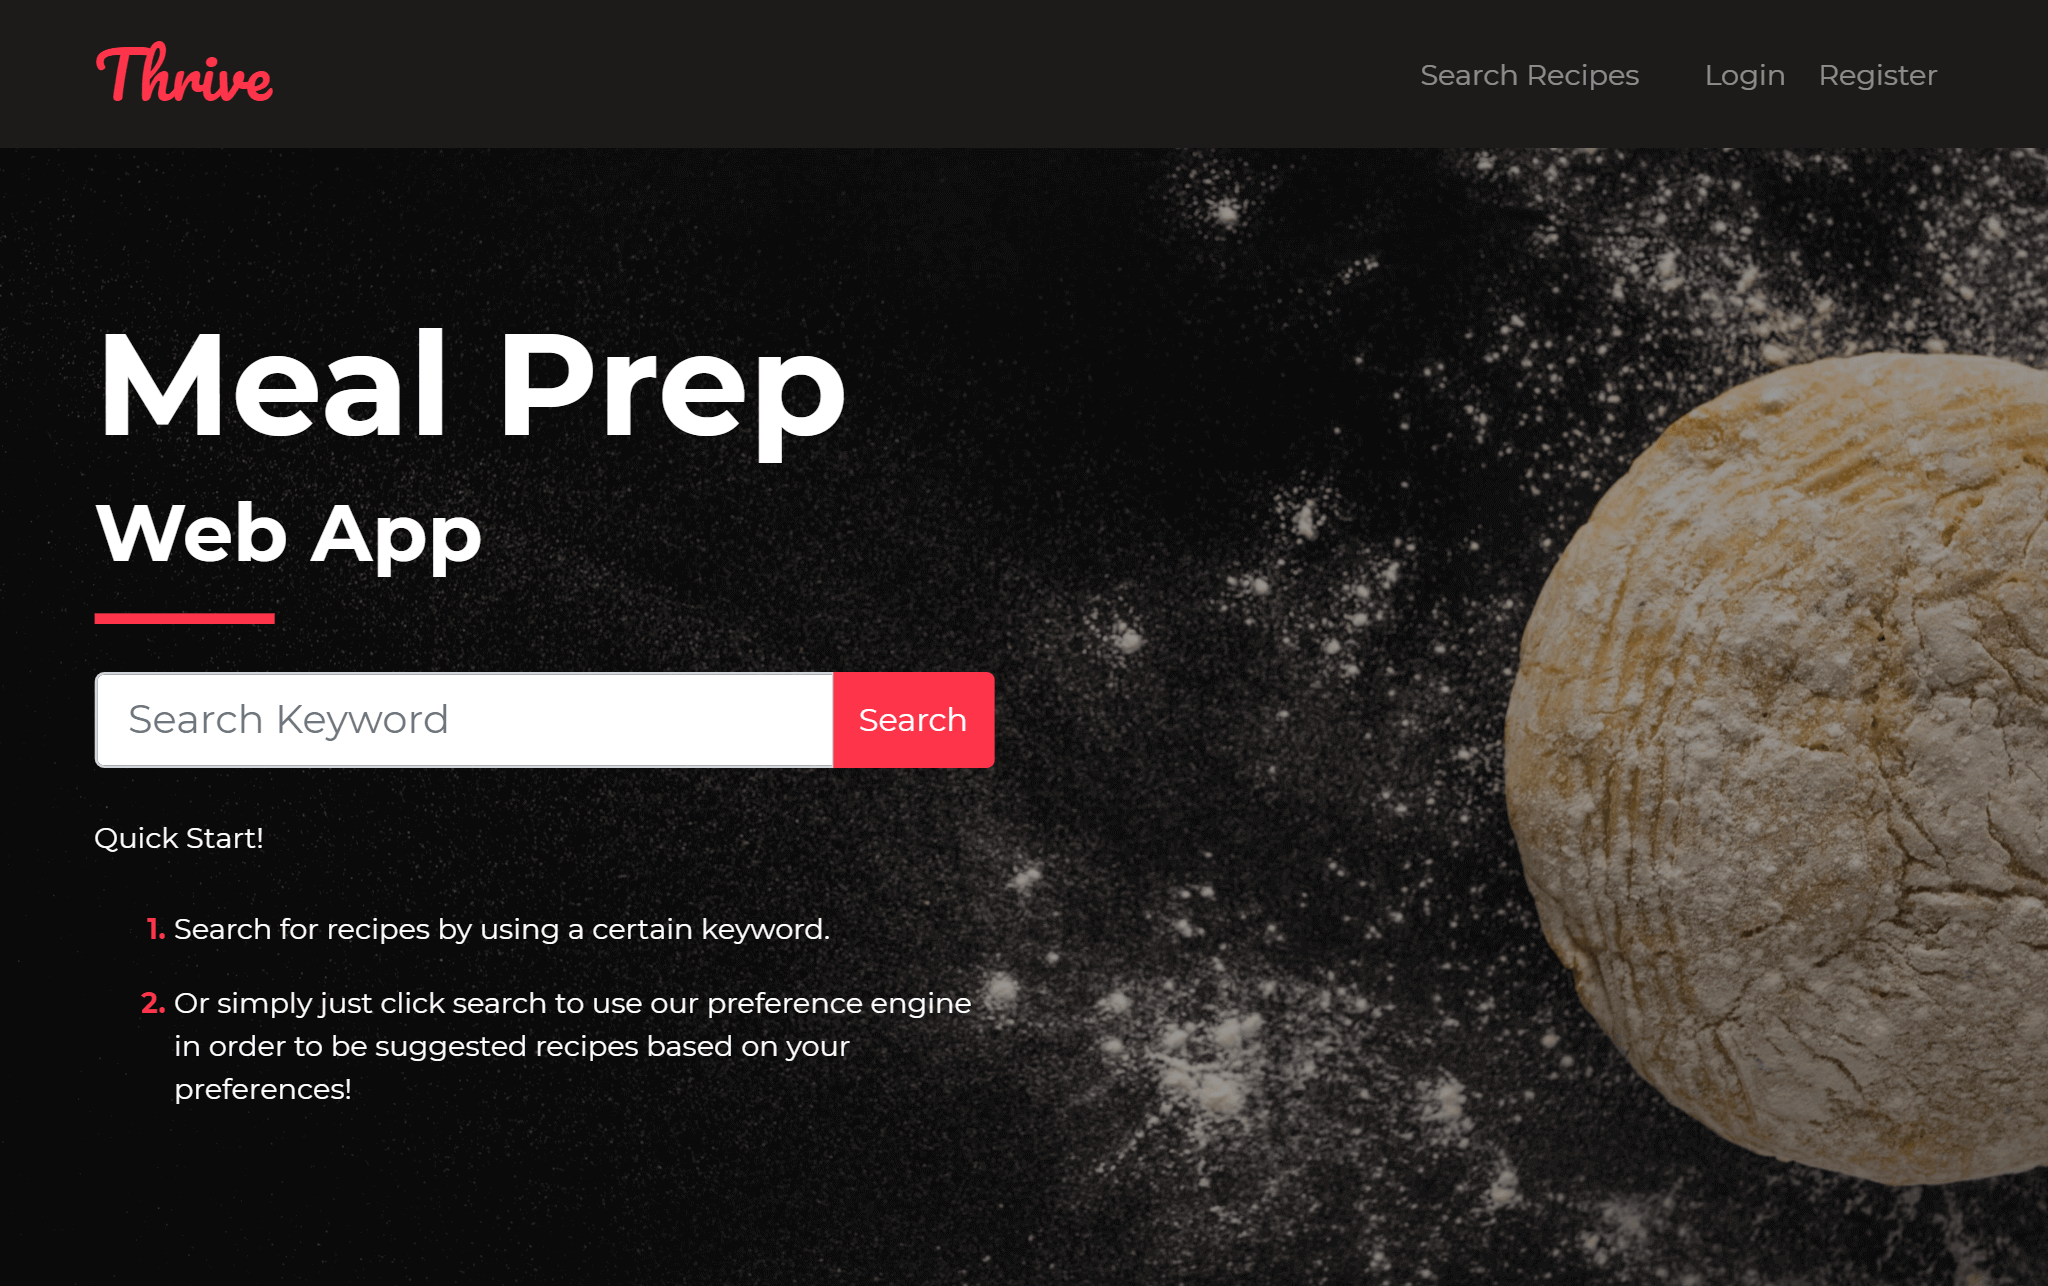 Thrive
Search Recipes Login Register
Meal Prep
Web App
Search Keyword Search
Quick Start!
1. Search for recipes by using a certain keyword.
2. Or simply just click search to use our preference engine
in order to be suggested recipes based on your
preferences!